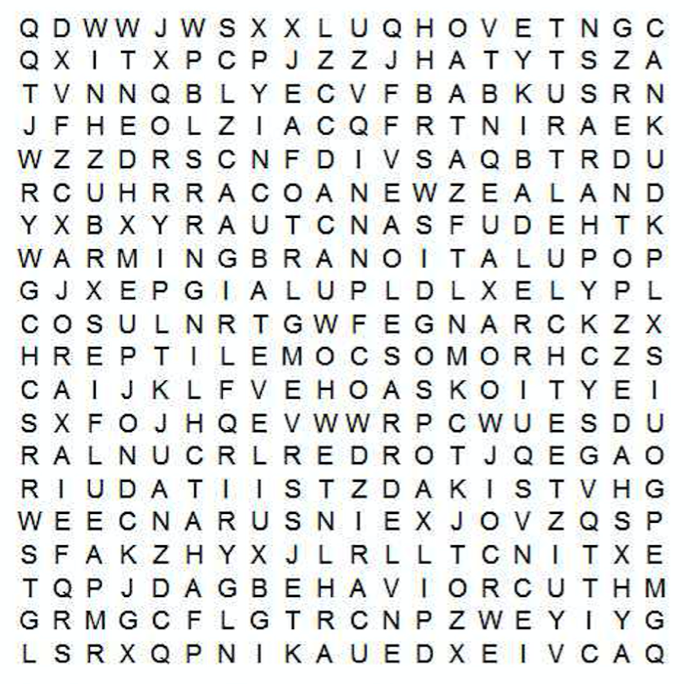 Q D W W J W S X X L U Q H O V E T N G C
Q X I T X P C P J Z Z J H A T Y T S Z A
T V N N Q B L Y E C V F B A B K U S R N
J F H E O L Z I A C Q F R T N I R A E K
W Z Z D R S C N F D I V S A Q B T R D U
R C U H R R A C O A N E W Z E A L A N D
Y X B X Y R A U T C N A S F U D E H T K
W A R M I N G B R A N O I T A L U P O P
G J X E P G I A L U P L D L X E L Y P L
C O S U L N R T G W F E G N A R C K Z X
H R E P T I L E M O C S O M O R H C Z S
C A I J K L F V E H O A S K O I T Y E I
S X F O J H Q E V W W R P C W U E S D U
R A L N U C R L R E D R O T J Q E G A O
R I U D A T I I S T Z D A K I S T V H G
W E E C N A R U S N I E X J O V Z Q S P
S F A K Z H Y X J L R L L T C N I T X E
T Q P J D A G B E H A V I O R C U T H M
G R M G C F L G T R C N P Z W E Y I Y G
L S R X Q P N I K A U E D X E I V C A Q